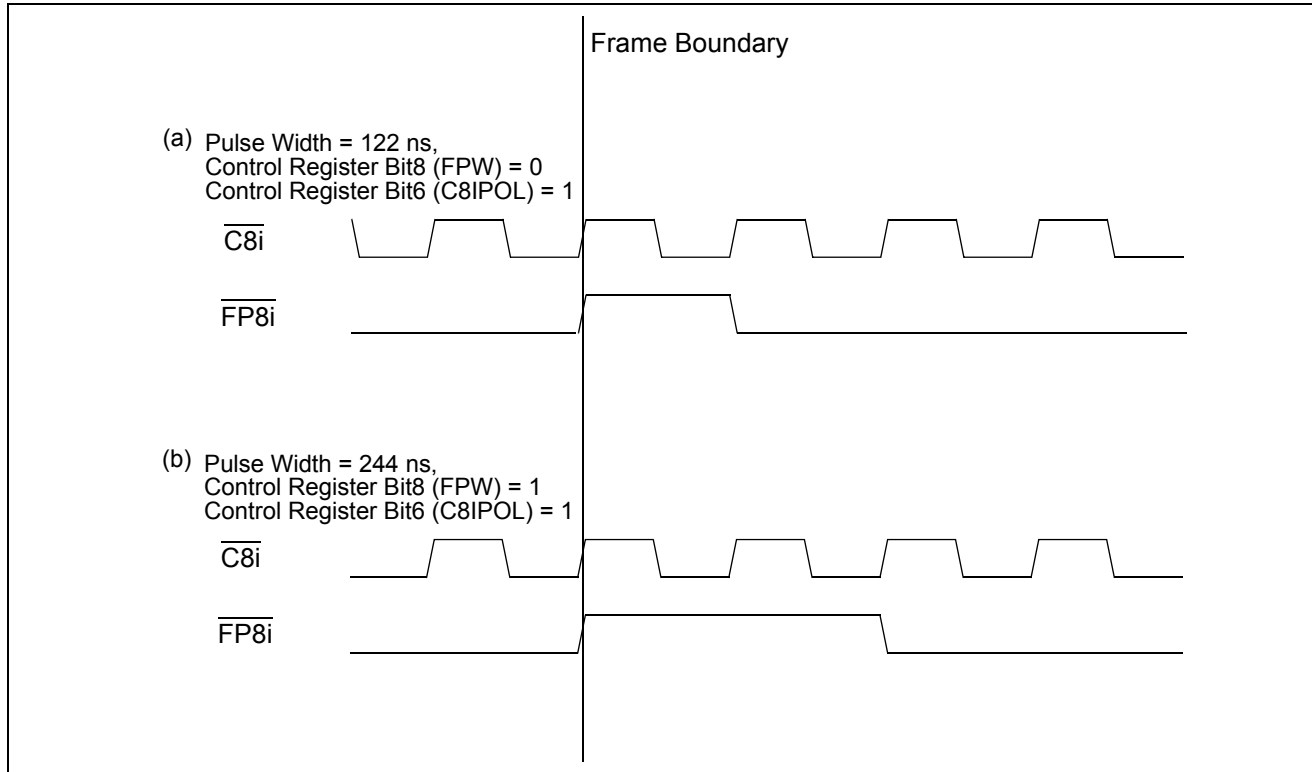 Frame Boundary
(a) Pulse Width = 122 ns,
Control Register Bit8 (FPW) = 0
Control Register Bit6 (C8IPOL) = 1
C8i
FP8i
(b) Pulse Width = 244 ns,
Control Register Bit8 (FPW) = 1
Control Register Bit6 (C8IPOL) = 1
C8i
FP8i